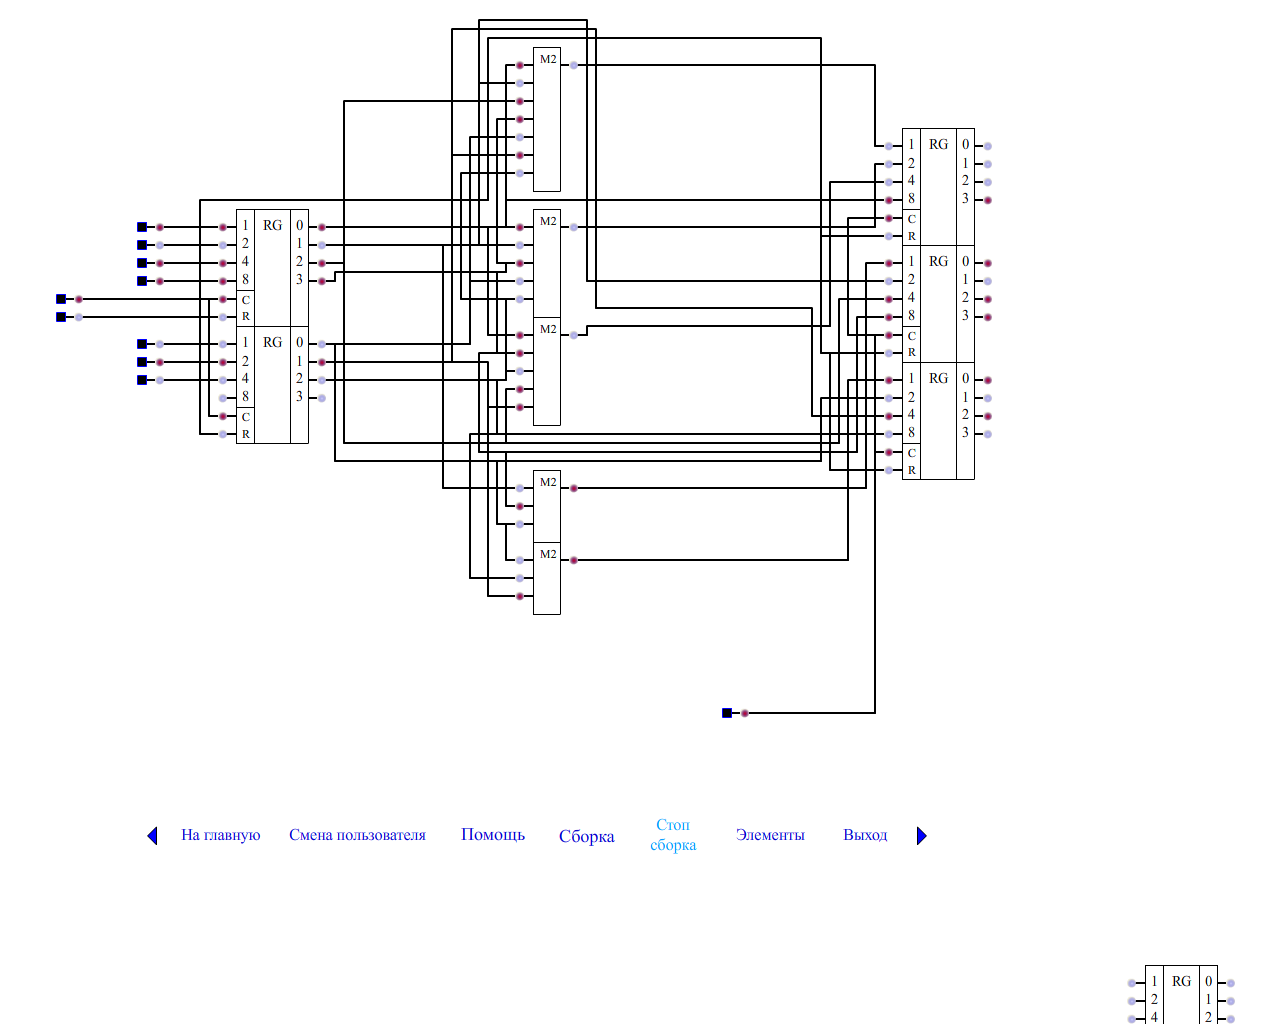 M2
1 RG 0
2 1
4 2
8 3
C
R
M2
1 RG 0
2 1
4 2
8 3
C
R
1 RG 0
2 1
4 2
8 3
C
R
M2
1 RG 0
2 1
4 2
8 3
C
R
1 RG 0
2 1
4 2
8 3
C
R
M2
M2
На главную
Смена пользователя
Помощь
Сборка
Стоп
сборка
Элементы
Выход
1 RG 0
2 1
4 2